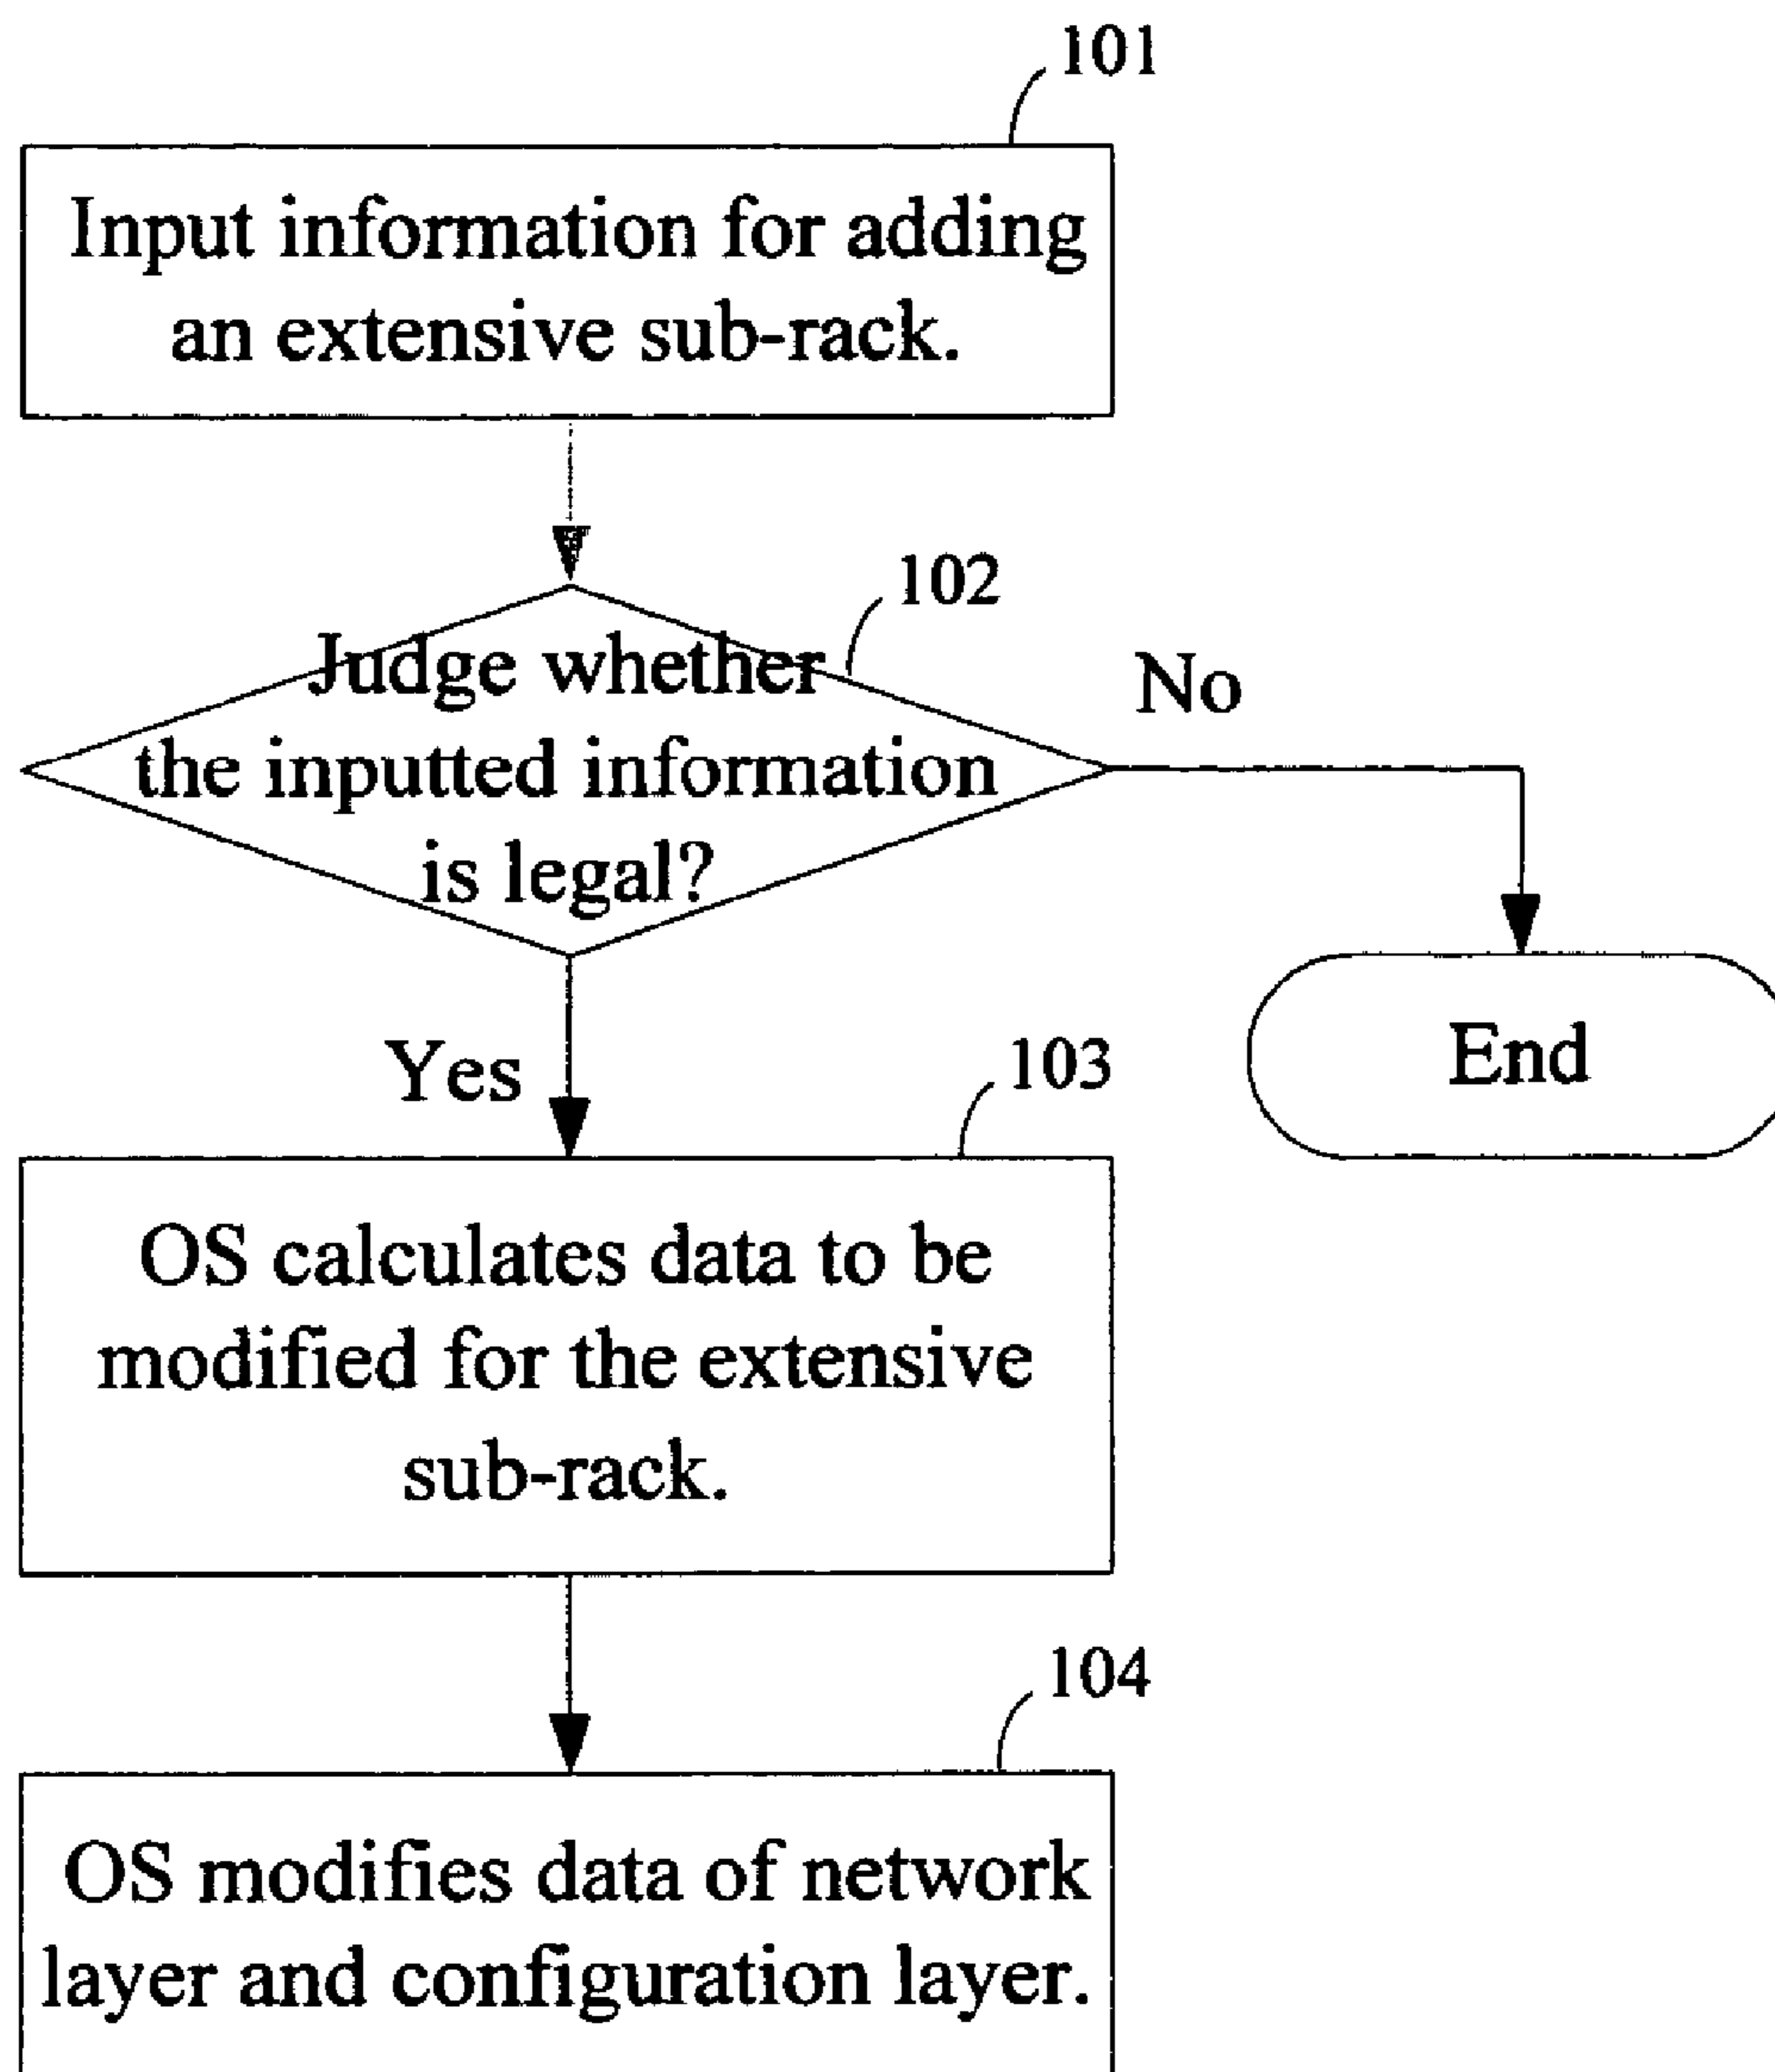 101
Input information for adding
an extensive sub-rack.
102
Judge whether
the inputted information
is legal?
No
Yes
End
103
OS calculates data to be
modified for the extensive
sub-rack.
104
OS modifies data of network
layer and configuration layer.